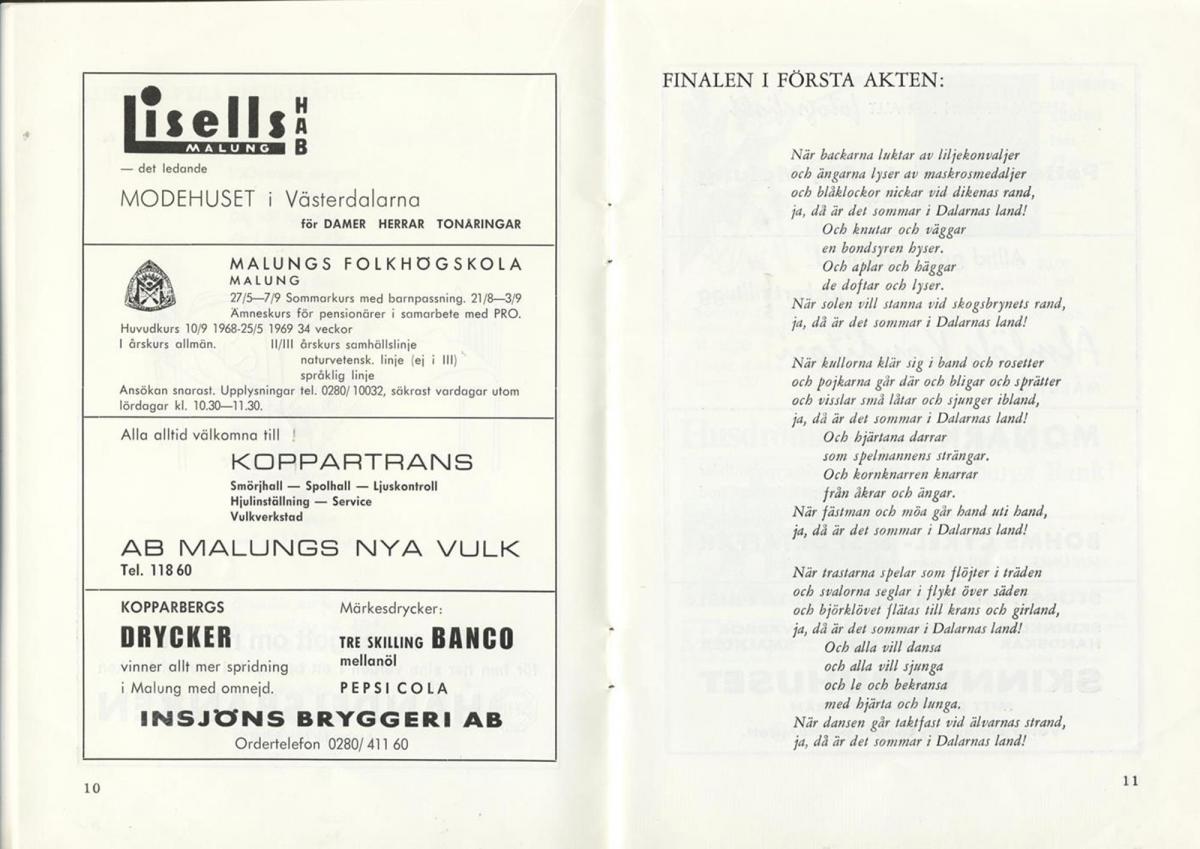 Lisells HAB
MALUNG
— det ledande
MODEHUSET i Västerdalarna
för DAMER HERRAR TONÅRINGAR
MALUNGS FOLKHÖGSKOLA
MALUNG
27/5—7/9 Sommarkurs med barnpassning. 21/8—3/9
Ämneskurs för pensionärer i samarbete med PRO.
Huvudkurs 10/9 1968-25/5 1969 34 veckor
I årskurs allmän. II/III årskurs samhällslinje
naturvetensk. linje (ej i III)
språklig linje
Ansökan snarast. Upplysningar tel. 0280/10032, säkrast vardagar utom
lördagar kl. 10.30—11.30.
Alla alltid välkomna till !
KOPPARTRANS
Smörjhall — Spolhall — Ljuskontroll
Hjulinställning — Service
Vulkverkstad
AB MALUNGS NYA VULK
Tel. 118 60
KOPPARBERGS
DRYCKER
vinner allt mer spridning
i Malung med omnejd.
Märkesdrycker:
TRE SKILLING BANCO
mellanöl
PEPSI COLA
INSJÖNS BRYGGERI AB
Ordertelefon 0280/ 411 60
10
FINALEN I FÖRSTA AKTEN:
När backarna luktar av liljekonvaljer
och ängarna lyser av maskrosmedaljer
och blåklockor nickar vid dikenas rand,
ja, då är det sommar i Dalarnas land!
Och knutar och väggar
en bondsyren hyser.
Och aplar och häggar
de doftar och lyser.
När solen vill stanna vid skogsbrynets rand,
ja, då är det sommar i Dalarnas land!
När kullorna klär sig i band och rosetter
och pojkarna går där och bligar och sprätter
och visslar små låtar och sjunger ibland,
ja, då är det sommar i Dalarnas land!
Och hjärtana darrar
som spelmannens strängar.
Och kornknarren knarrar
från åkrar och ängar.
När fästman och möa går hand uti hand,
ja, då är det sommar i Dalarnas land!
När trastarna spelar som flöjter i träden
och svalorna seglar i flykt över säden
och björklövet flätas till krans och girland,
ja, då är det sommar i Dalarnas land!
Och alla vill dansa
och alla vill sjunga
och le och bekransa
med hjärta och lunga.
När dansen går taktfast vid älvarnas strand,
ja, då är det sommar i Dalarnas land!
11